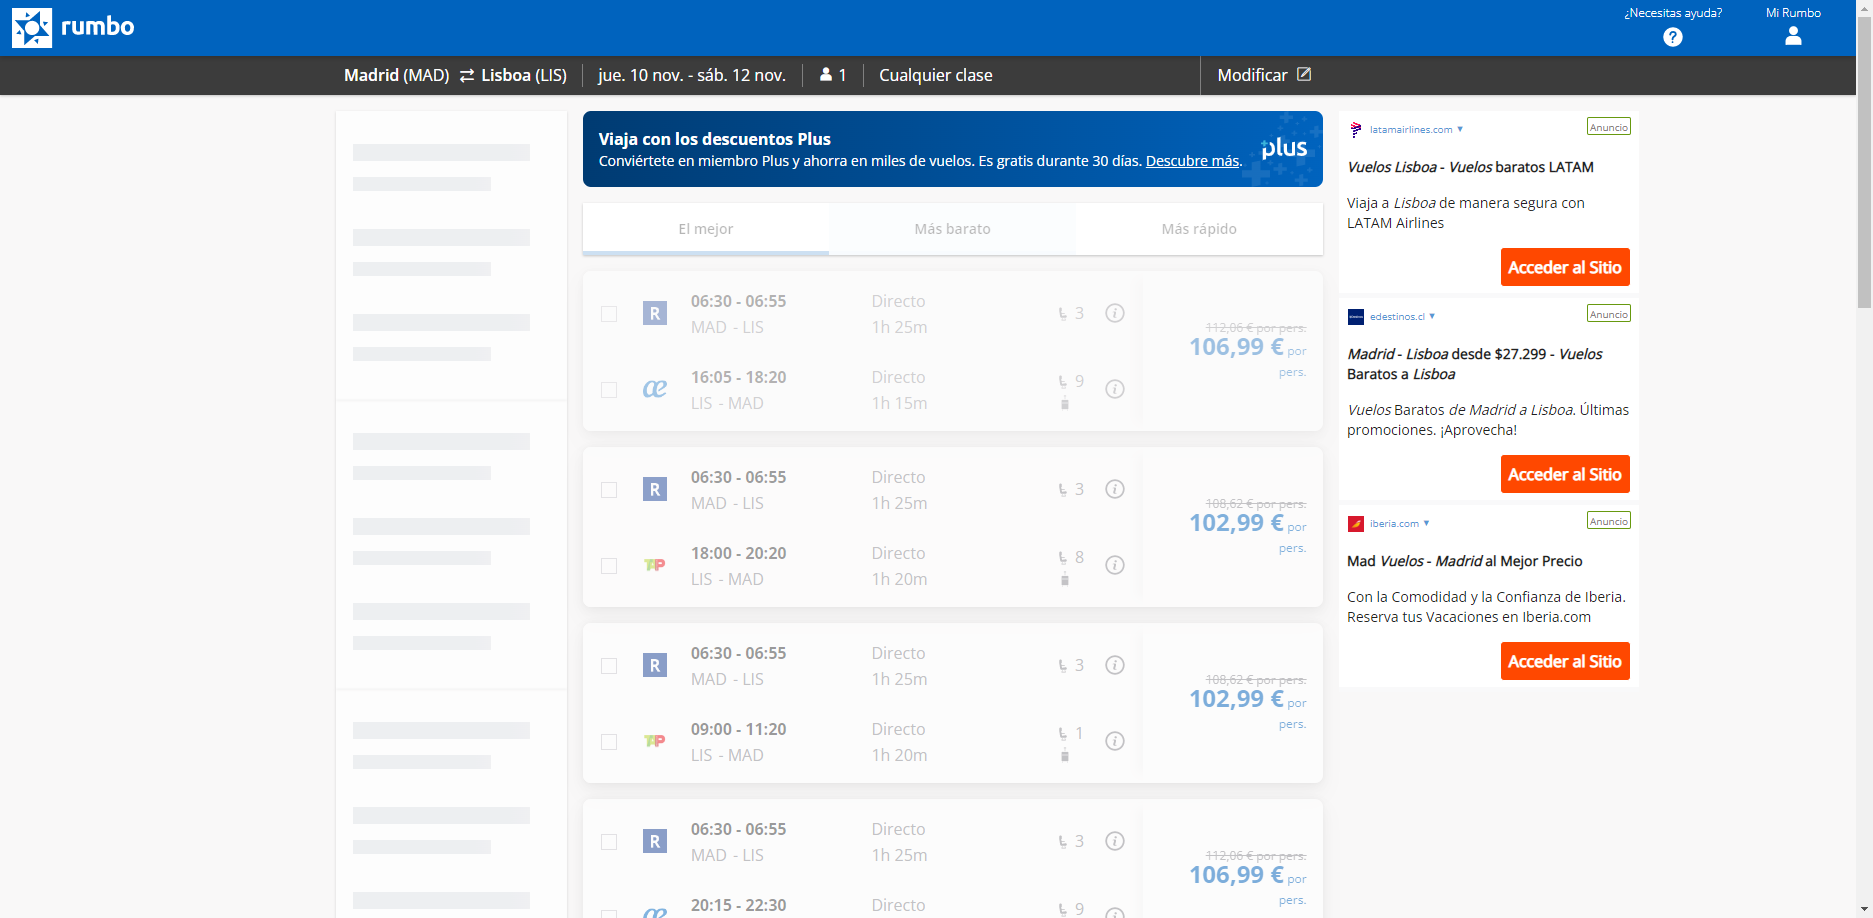 rumbo
¿Necesitas ayuda?
Mi Rumbo
Madrid (MAD) ⇄ Lisboa (LIS)
jue. 10 nov. - sáb. 12 nov.
1
Cualquier clase
Modificar
Viaja con los descuentos Plus
Conviértete en miembro Plus y ahorra en miles de vuelos. Es gratis durante 30 días. Descubre más.
plus
El mejor
Más barato
Más rápido
R
06:30 - 06:55
Directo
3
MAD - LIS
1h 25m
112,06 € por pers.
106,99 € por
pers.
æ
16:05 - 18:20
Directo
9
LIS - MAD
1h 15m
R
06:30 - 06:55
Directo
3
MAD - LIS
1h 25m
108,62 € por pers.
102,99 € por
pers.
TAP
18:00 - 20:20
Directo
8
LIS - MAD
1h 20m
R
06:30 - 06:55
Directo
3
MAD - LIS
1h 25m
108,62 € por pers.
102,99 € por
pers.
TAP
09:00 - 11:20
Directo
1
LIS - MAD
1h 20m
R
06:30 - 06:55
Directo
3
MAD - LIS
1h 25m
112,06 € por pers.
106,99 € por
pers.
æ
20:15 - 22:30
Directo
9
latamairlines.com
Anuncio
Vuelos Lisboa - Vuelos baratos LATAM
Viaja a Lisboa de manera segura con
LATAM Airlines
Acceder al Sitio
edestinos.cl
Anuncio
Madrid - Lisboa desde $27.299 - Vuelos
Baratos a Lisboa
Vuelos Baratos de Madrid a Lisboa. Últimas
promociones. ¡Aprovecha!
Acceder al Sitio
iberia.com
Anuncio
Mad Vuelos - Madrid al Mejor Precio
Con la Comodidad y la Confianza de Iberia.
Reserva tus Vacaciones en Iberia.com
Acceder al Sitio